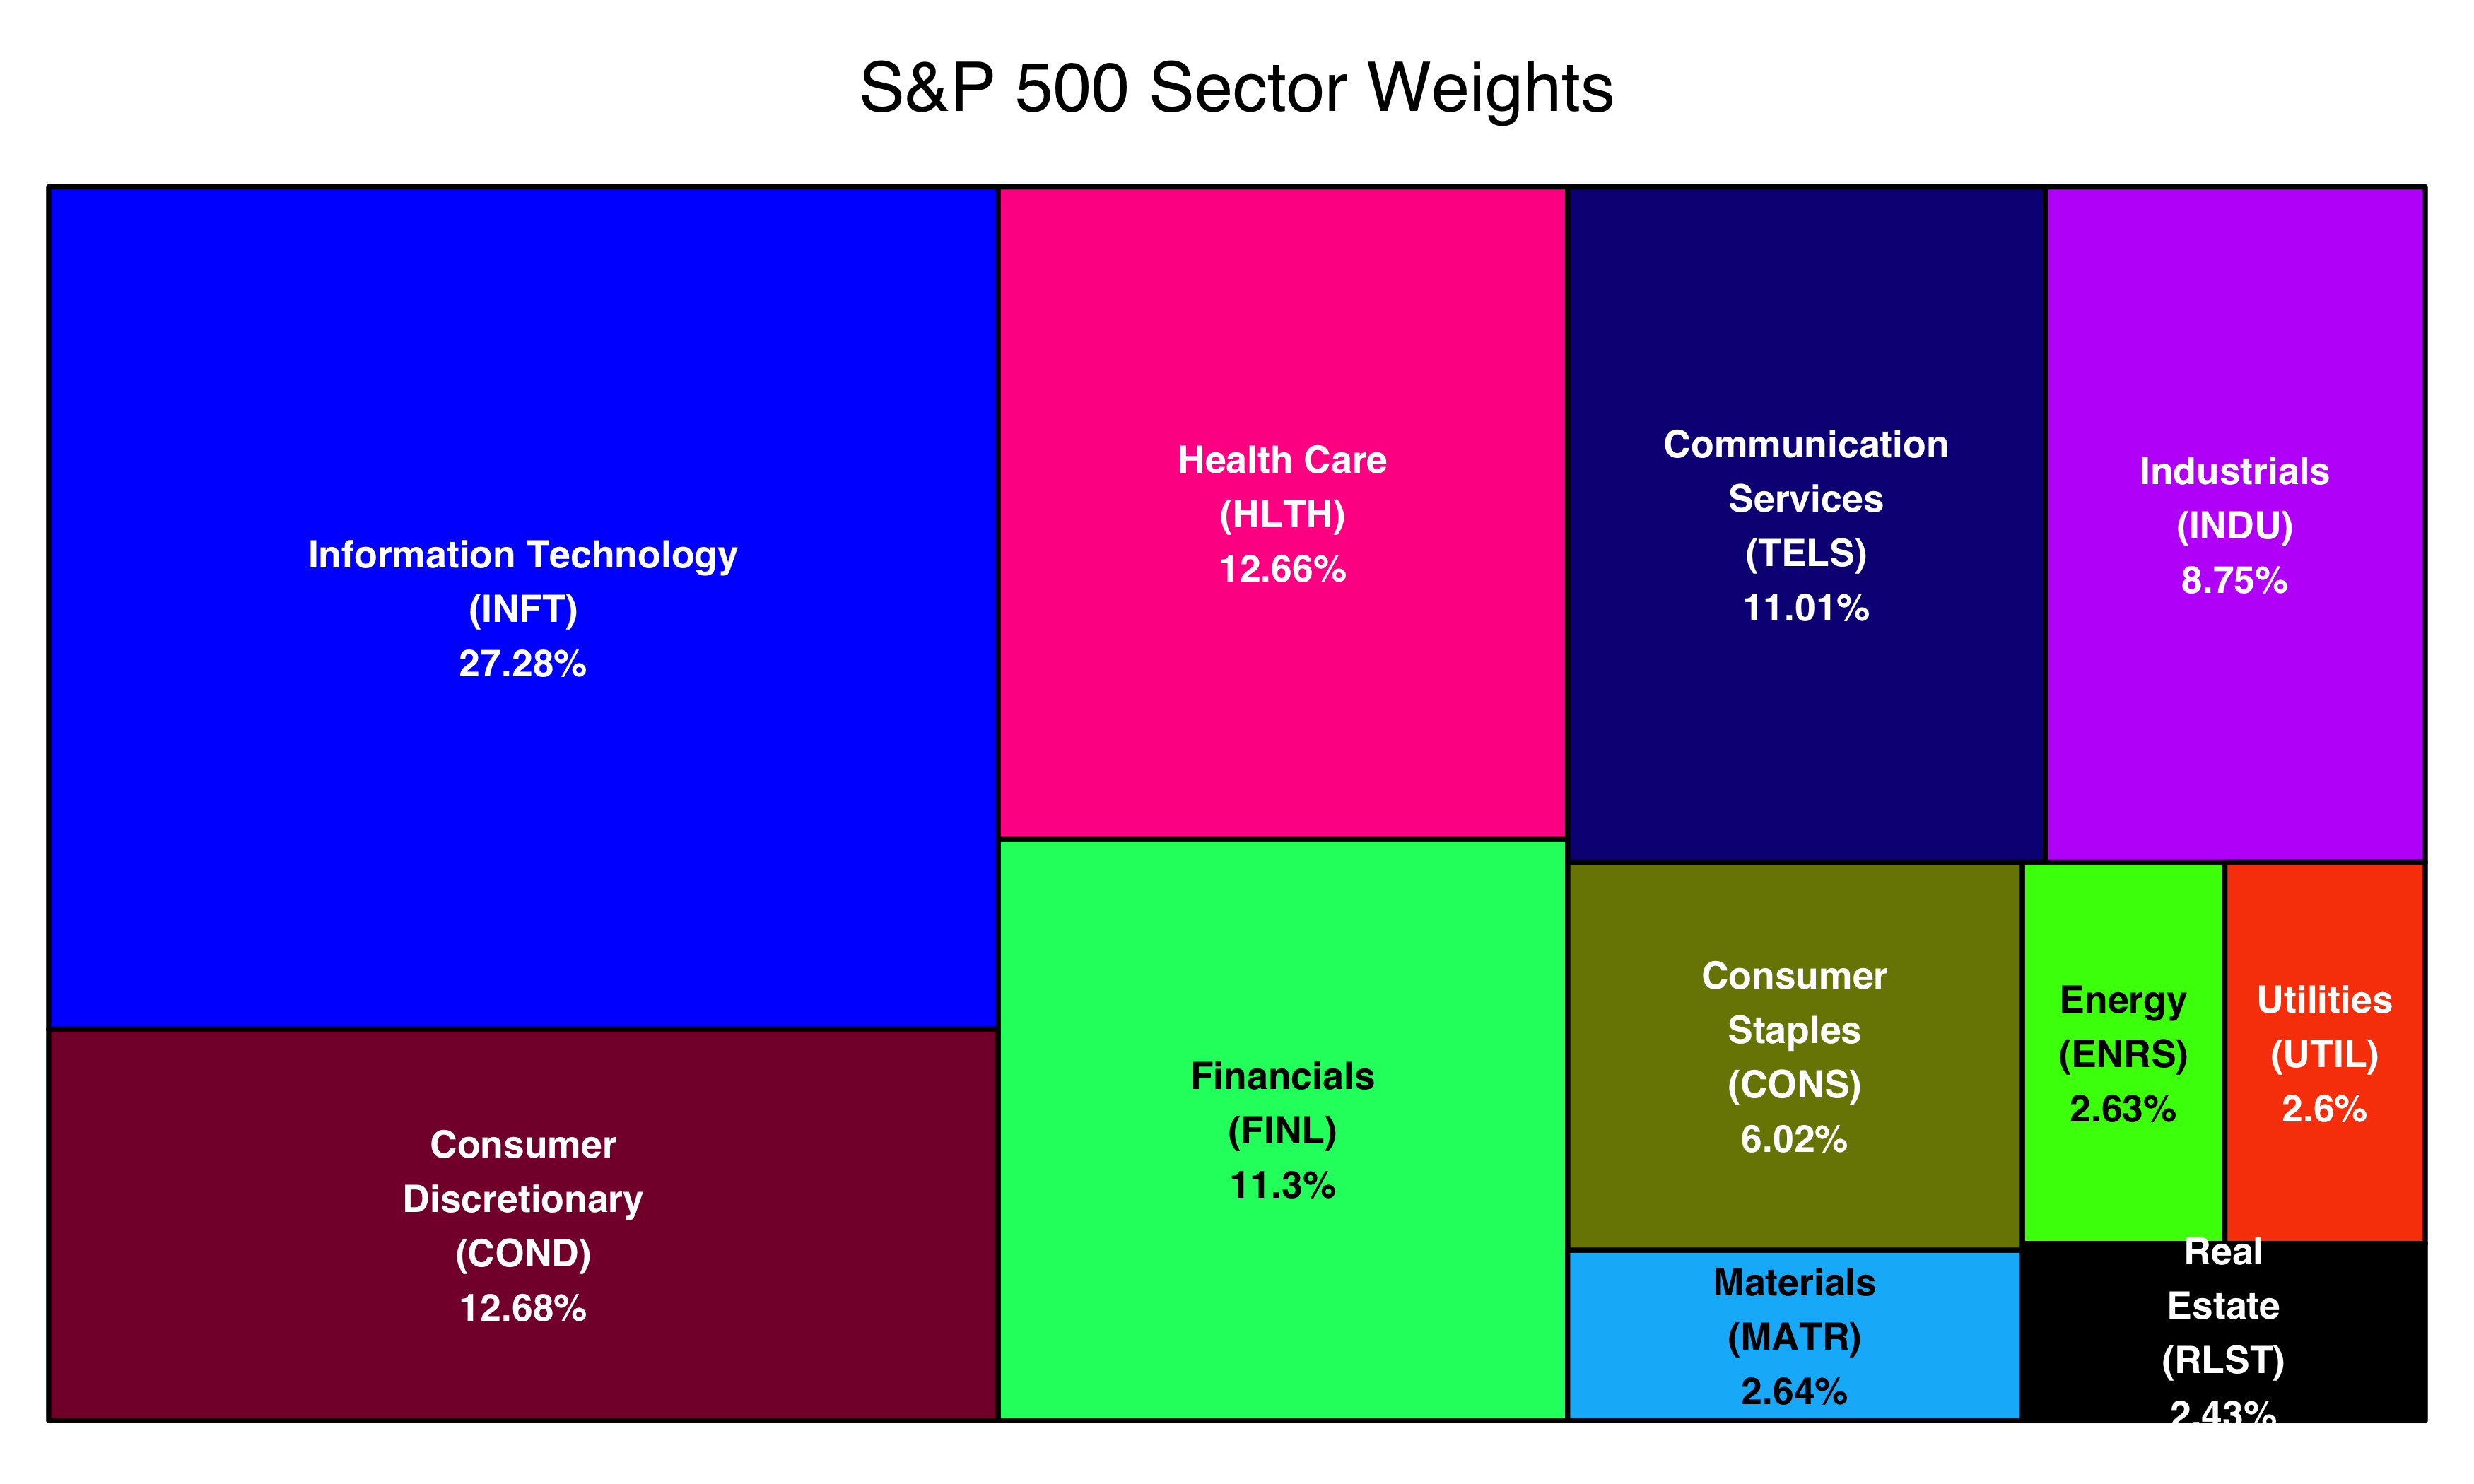 S&P 500 Sector Weights
Information Technology
(INFT)
27.28%
Consumer
Discretionary
(COND)
12.68%
Health Care
(HLTH)
12.66%
Financials
(FINL)
11.3%
Communication
Services
(TELS)
11.01%
Industrials
(INDU)
8.75%
Consumer
Staples
(CONS)
6.02%
Materials
(MATR)
2.64%
Energy
(ENRS)
2.63%
Utilities
(UTIL)
2.6%
Real
Estate
(RLST)
2.43%